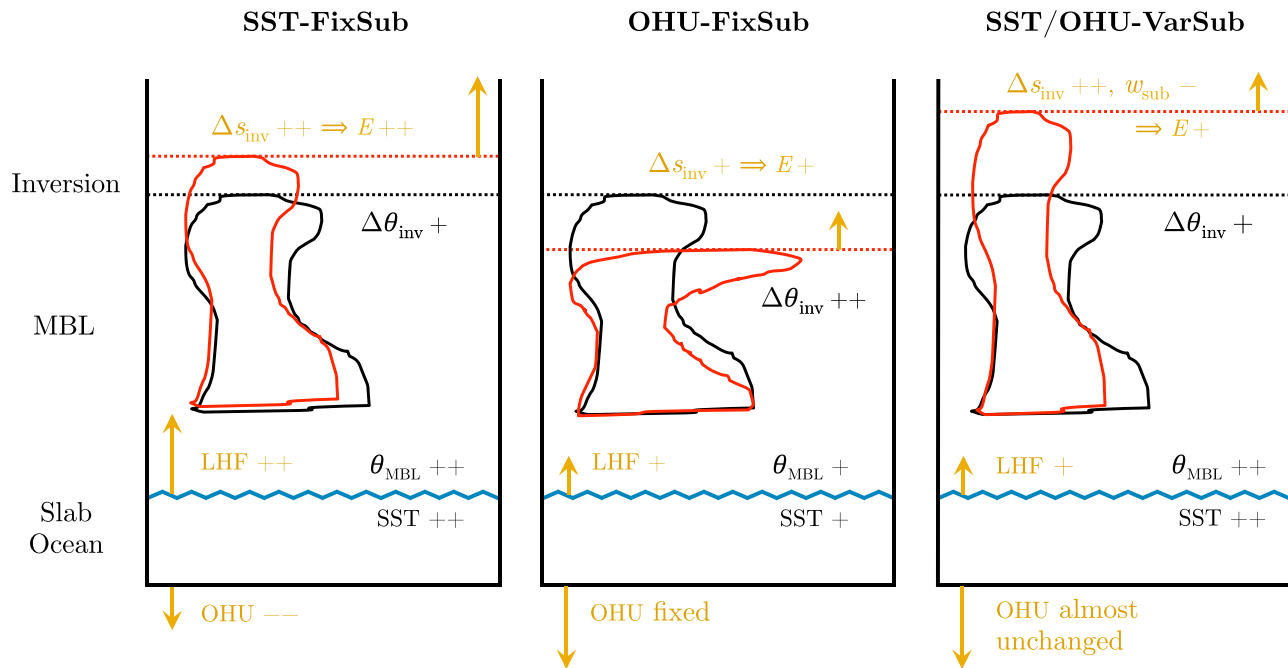 SST-FixSub
OHU-FixSub
SST/OHU-VarSub
Δs_inv ++ ⟹ E ++
Δs_inv + ⟹ E +
Δs_inv ++, w_sub −
⟹ E +
Inversion
Δθ_inv +
Δθ_inv ++
Δθ_inv +
MBL
LHF ++
θ_MBL ++
LHF +
θ_MBL +
LHF +
θ_MBL ++
Slab
Ocean
SST ++
SST +
SST ++
OHU −−
OHU fixed
OHU almost
unchanged